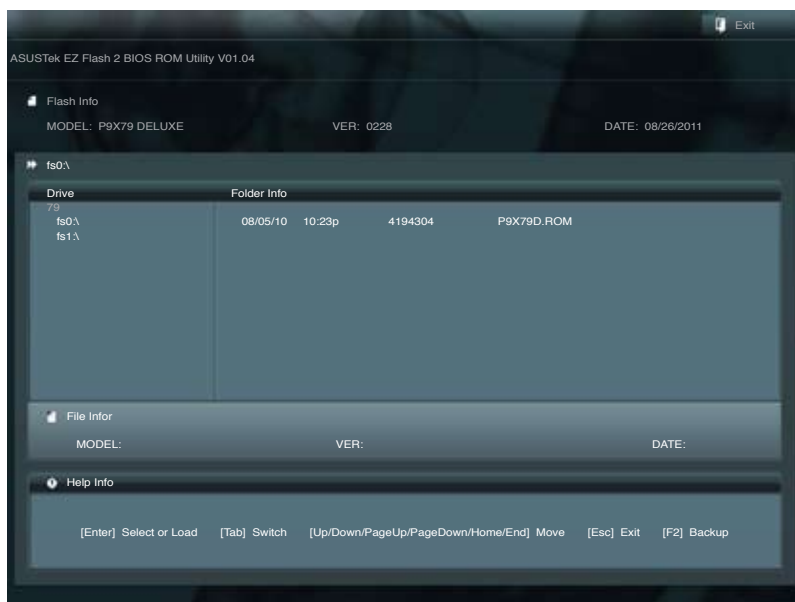 Exit
ASUSTek EZ Flash 2 BIOS ROM Utility V01.04
Flash Info
MODEL: P9X79 DELUXE VER: 0228 DATE: 08/26/2011
fs0:\
Drive Folder Info
79
fs0:\ 08/05/10 10:23p 4194304 P9X79D.ROM
fs1:\
File Infor
MODEL: VER: DATE:
Help Info
[Enter] Select or Load [Tab] Switch [Up/Down/PageUp/PageDown/Home/End] Move [Esc] Exit [F2] Backup